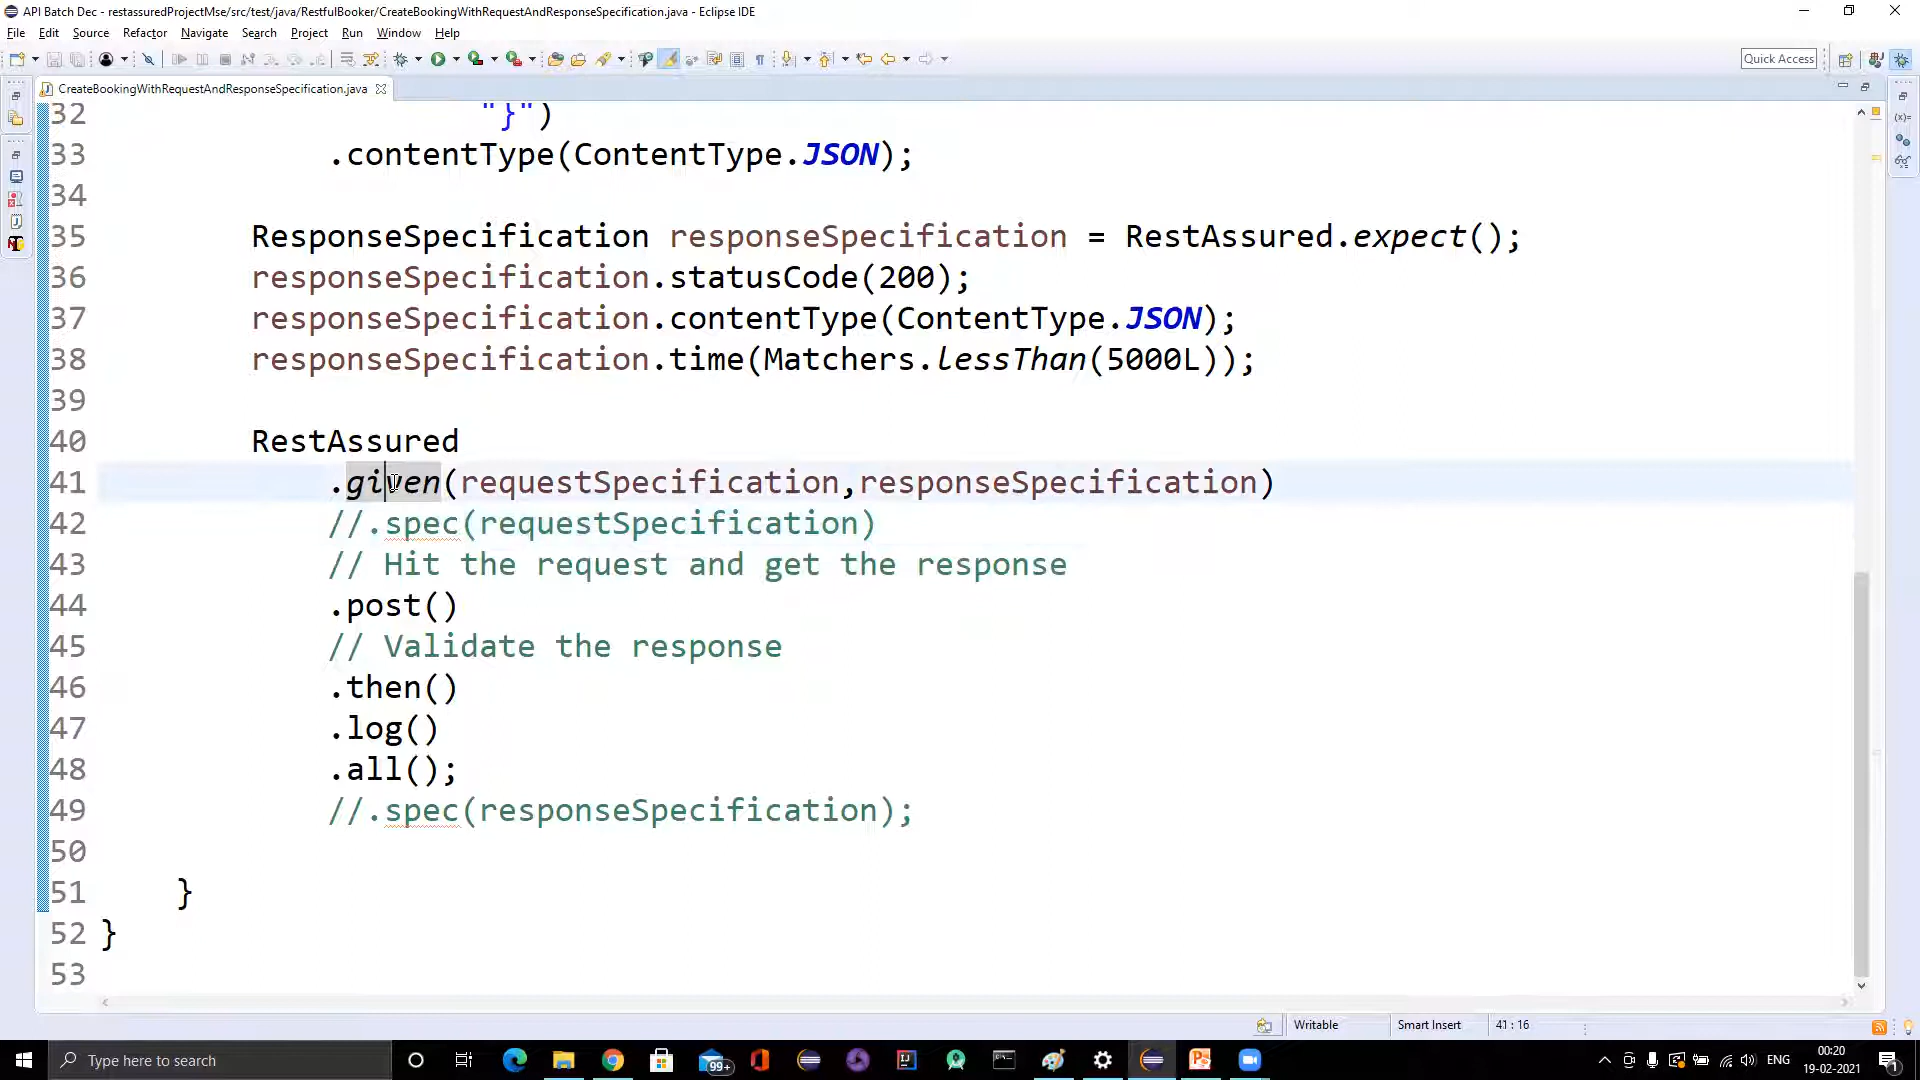 API Batch Dec - restassuredProjectMse/src/test/java/RestfulBooker/CreateBookingWithRequestAndResponseSpecification.java - Eclipse IDE
File Edit Source Refactor Navigate Search Project Run Window Help
Quick Access
CreateBookingWithRequestAndResponseSpecification.java
32 "}")
33 .contentType(ContentType.JSON);
34
35 ResponseSpecification responseSpecification = RestAssured.expect();
36 responseSpecification.statusCode(200);
37 responseSpecification.contentType(ContentType.JSON);
38 responseSpecification.time(Matchers.lessThan(5000L));
39
40 RestAssured
41 .given(requestSpecification,responseSpecification)
42 //.spec(requestSpecification)
43 // Hit the request and get the response
44 .post()
45 // Validate the response
46 .then()
47 .log()
48 .all();
49 //.spec(responseSpecification);
50
51 }
52 }
53
Writable Smart Insert 41 : 16
Type here to search
99+
ENG
00:20
19-02-2021